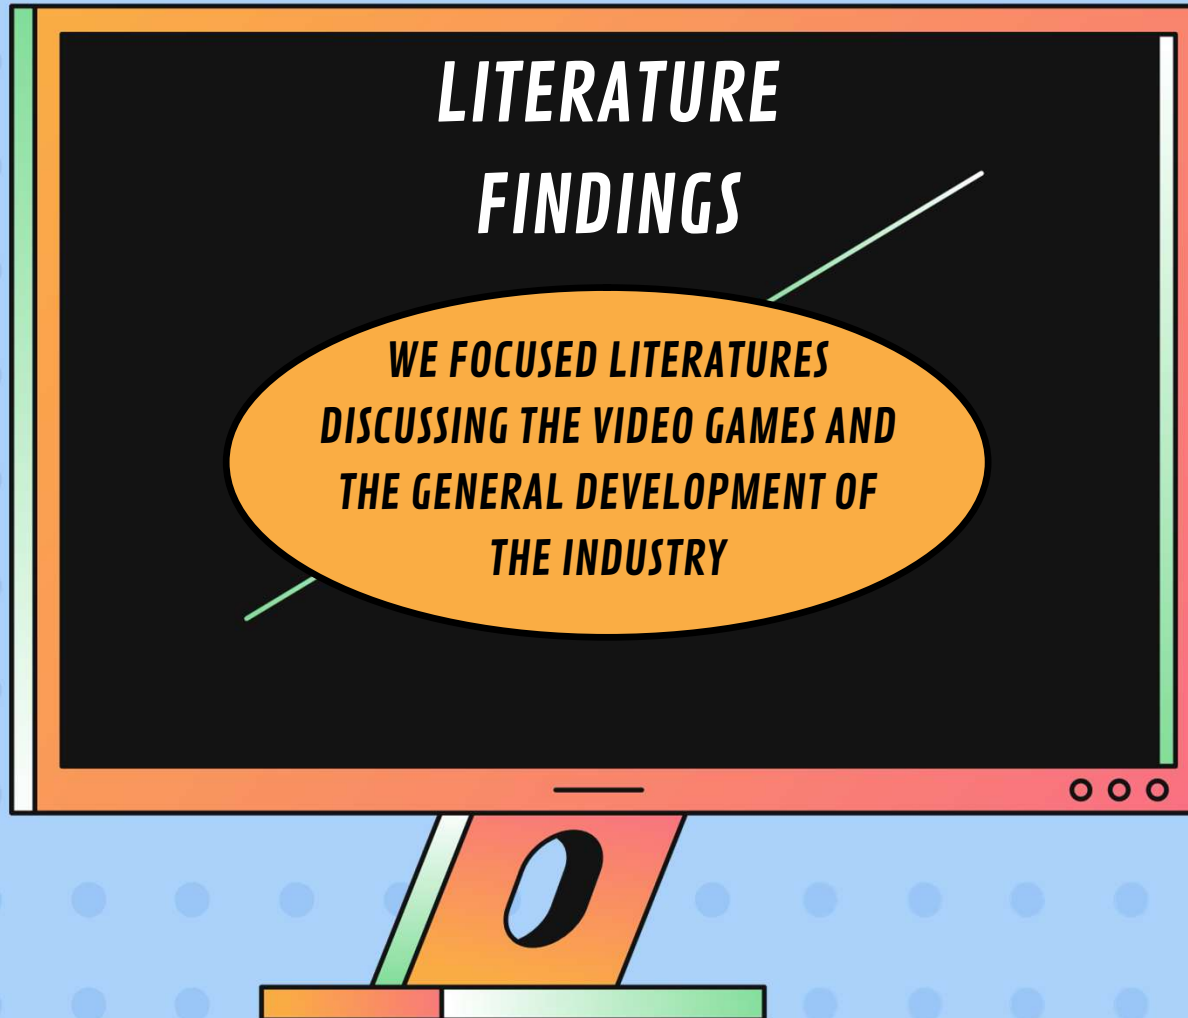 LITERATURE
FINDINGS
WE FOCUSED LITERATURES
DISCUSSING THE VIDEO GAMES AND
THE GENERAL DEVELOPMENT OF
THE INDUSTRY